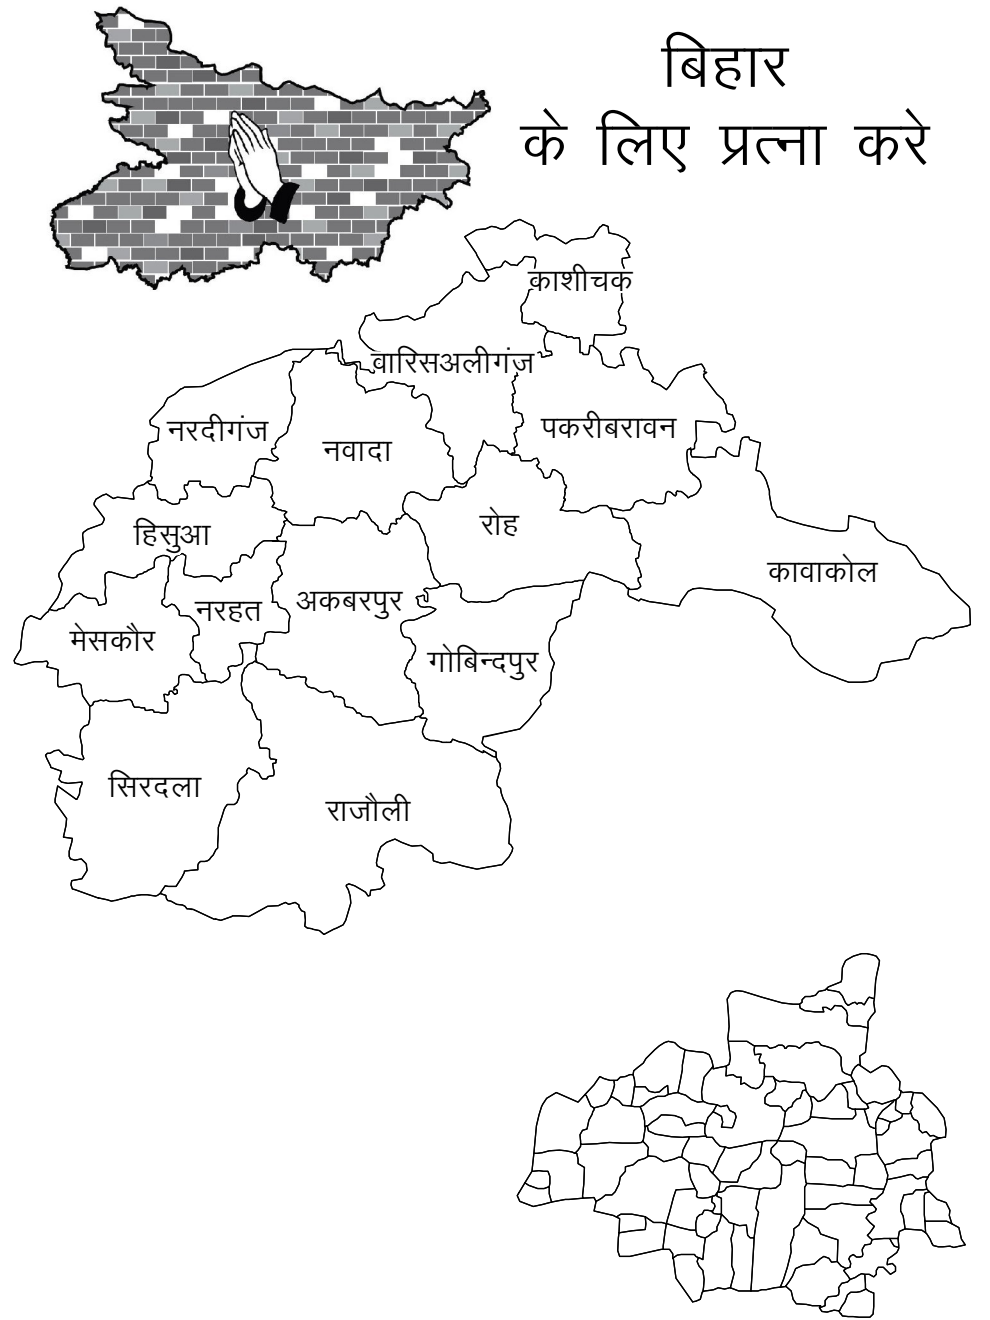 बिहार
के लिए प्रत्ना करे
काशीचक
वारिसअलीगंज
नरदीगंज
नवादा
पकरीबरावन
हिसुआ
रोह
कावाकोल
नरहत
अकबरपुर
मेसकौर
गोबिन्दपुर
सिरदला
राजौली